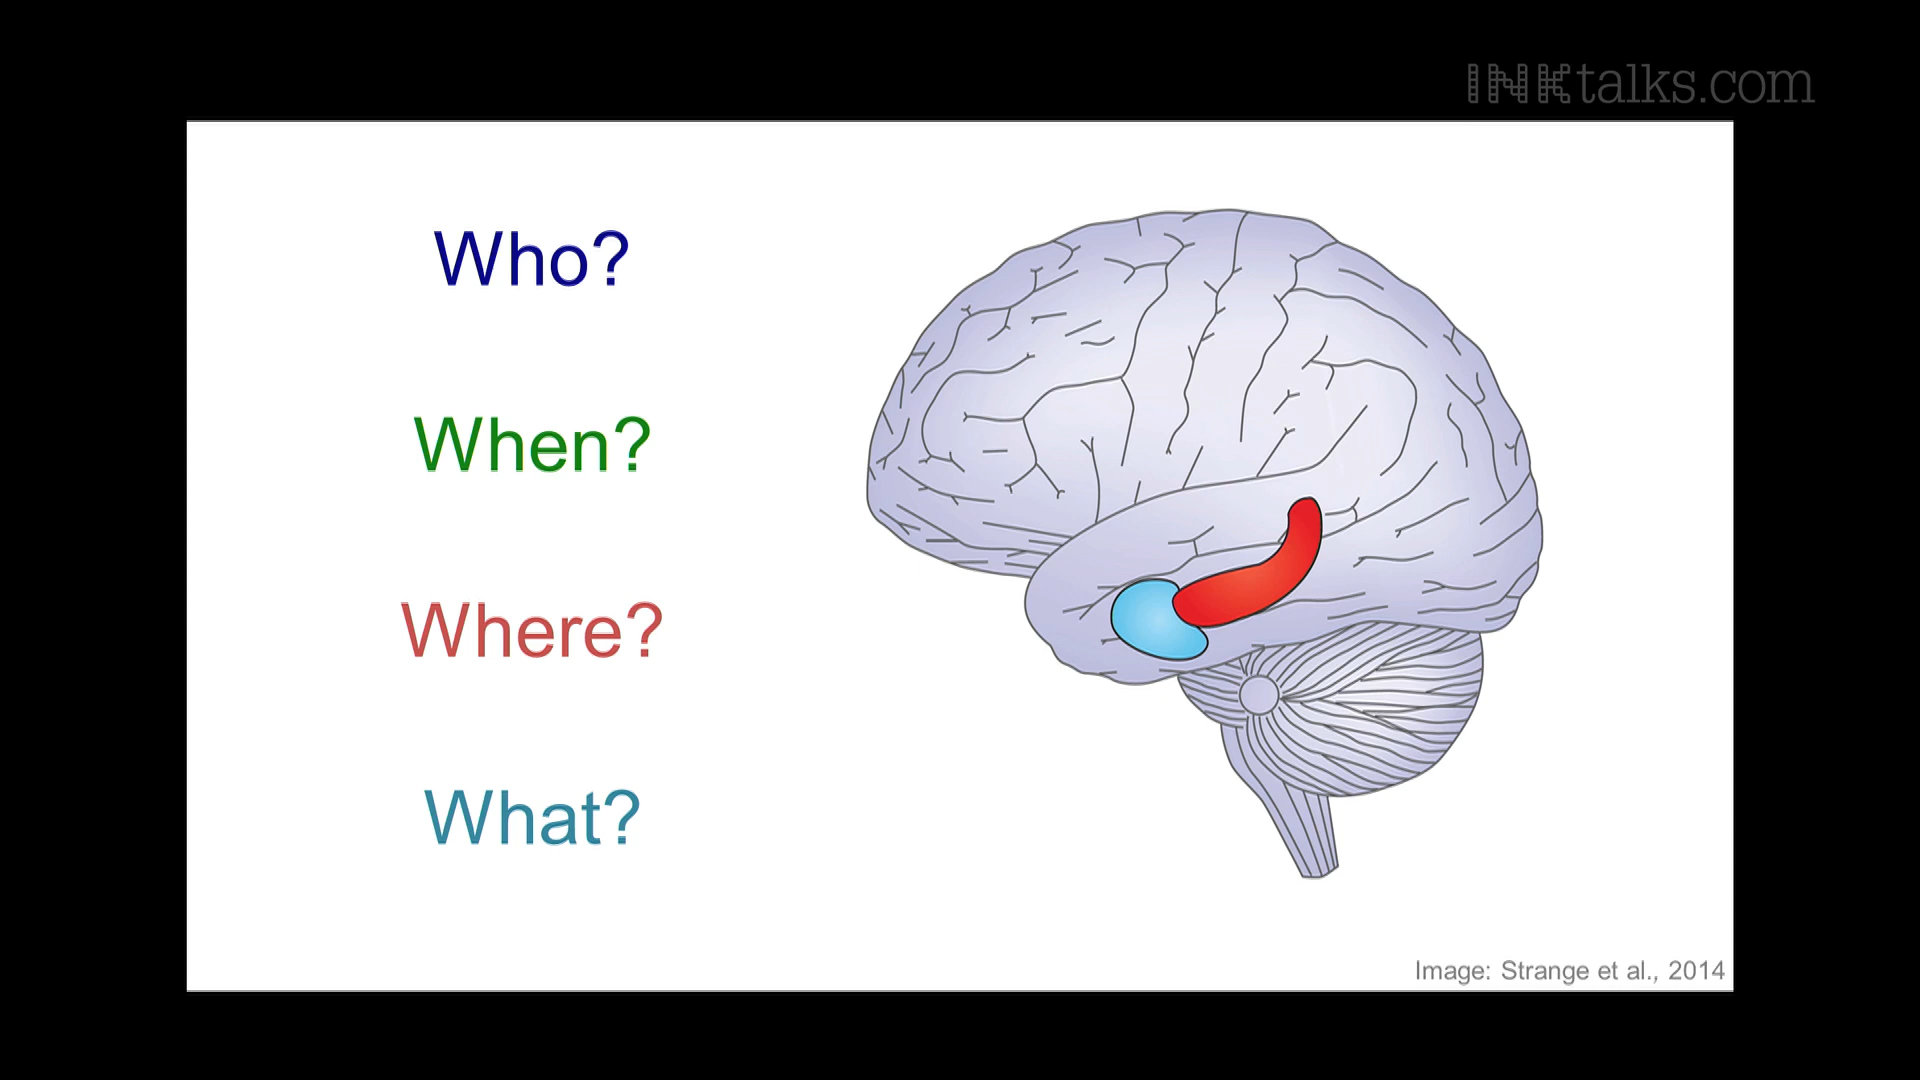 INKtalks.com
Who?
When?
Where?
What?
Image: Strange et al., 2014